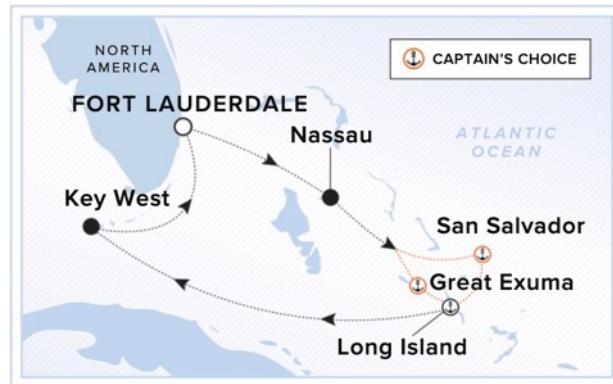 NORTH
AMERICA
CAPTAIN'S CHOICE
FORT LAUDERDALE
Nassau
ATLANTIC
OCEAN
Key West
San Salvador
Great Exuma
Long Island